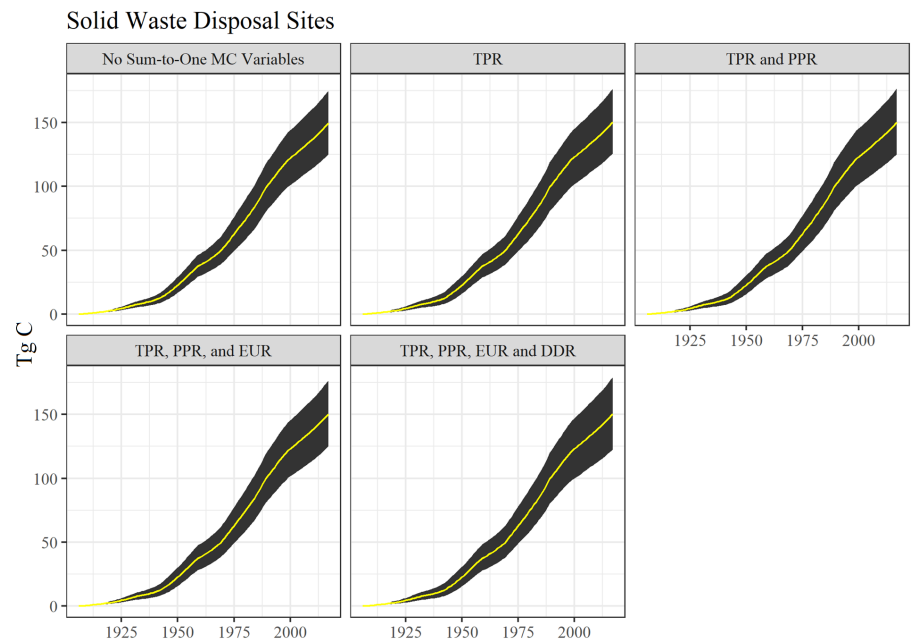 Solid Waste Disposal Sites
No Sum-to-One MC Variables
TPR
TPR and PPR
150
100
50
0
1925 1950 1975 2000
Tg C
TPR, PPR, and EUR
TPR, PPR, EUR and DDR
150
100
50
0
1925 1950 1975 2000
1925 1950 1975 2000